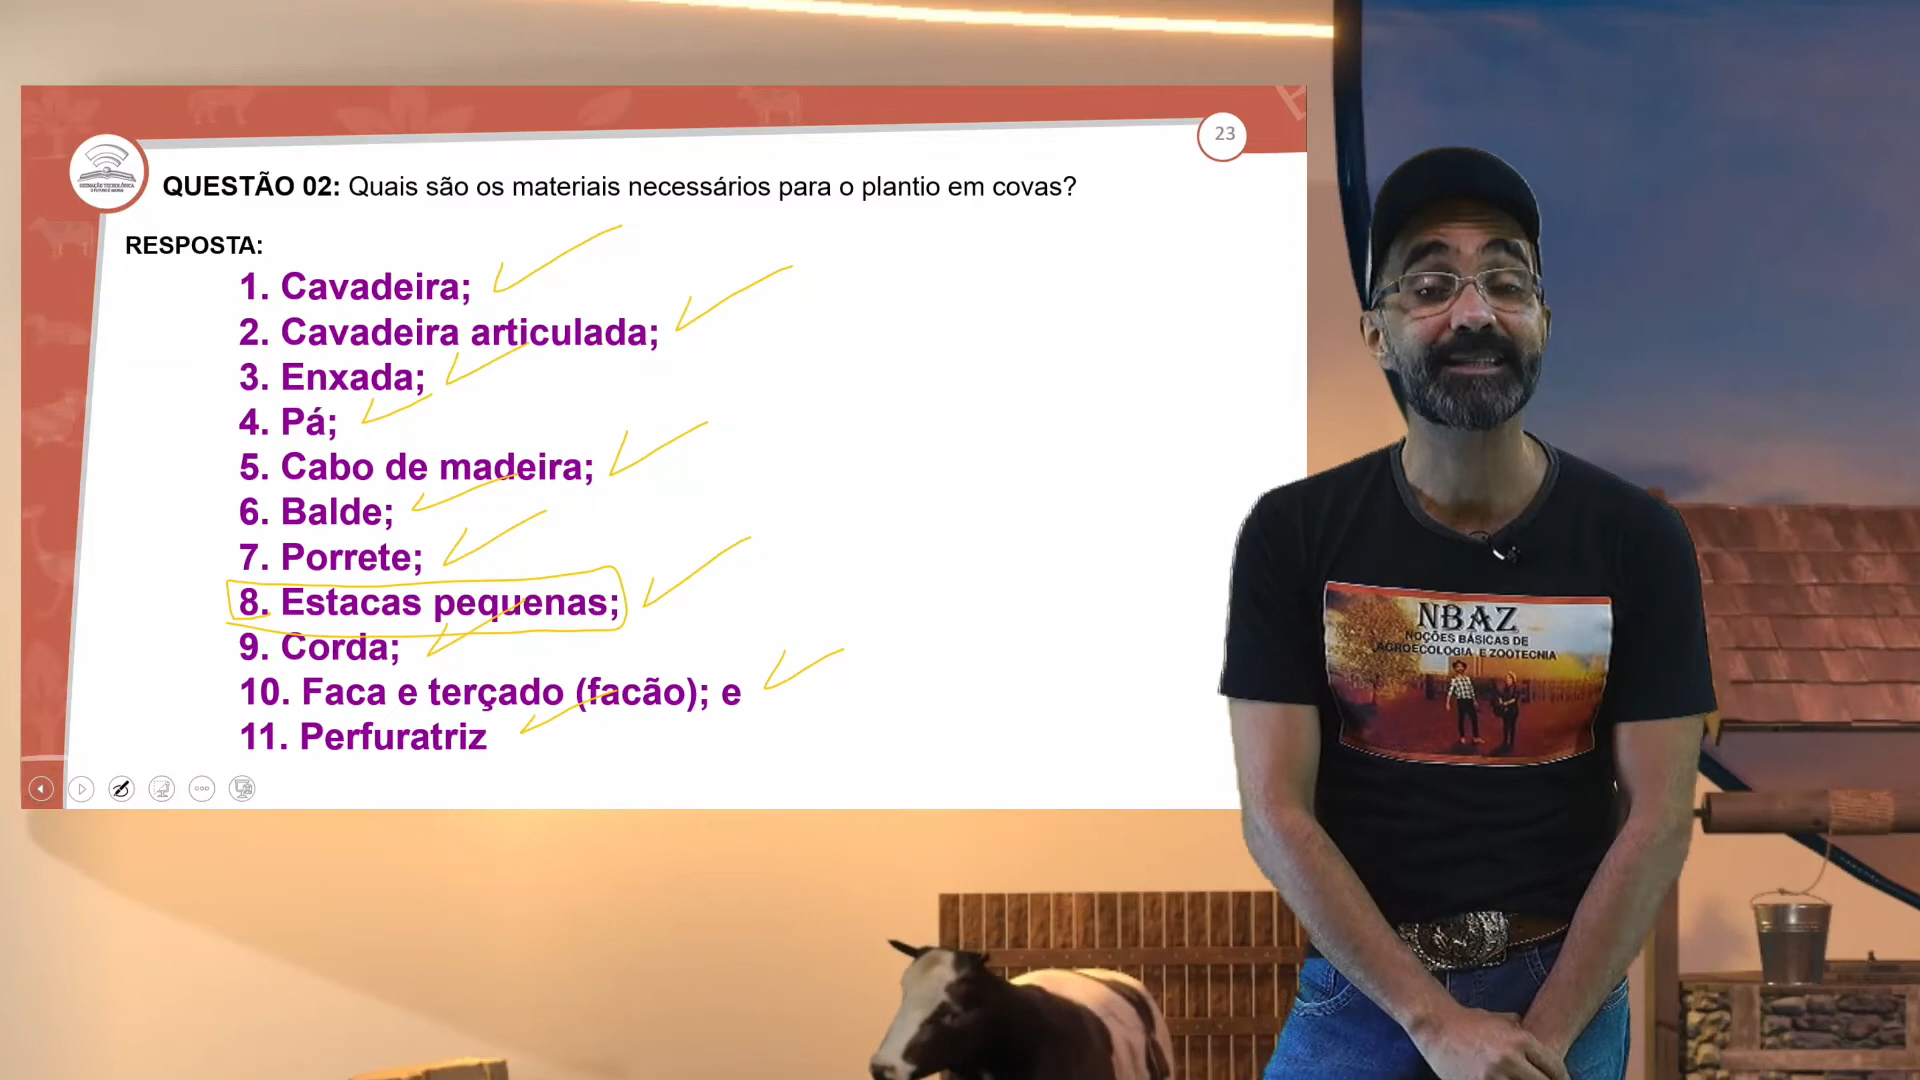 23
MEDIAÇÃO TECNOLÓGICA
QUESTÃO 02: Quais são os materiais necessários para o plantio em covas?
RESPOSTA:
1. Cavadeira;
2. Cavadeira articulada;
3. Enxada;
4. Pá;
5. Cabo de madeira;
6. Balde;
7. Porrete;
8. Estacas pequenas;
9. Corda;
10. Faca e terçado (facão); e
11. Perfuratriz
NBAZ
NOÇÕES BÁSICAS DE
AGROECOLOGIA E ZOOTECNIA